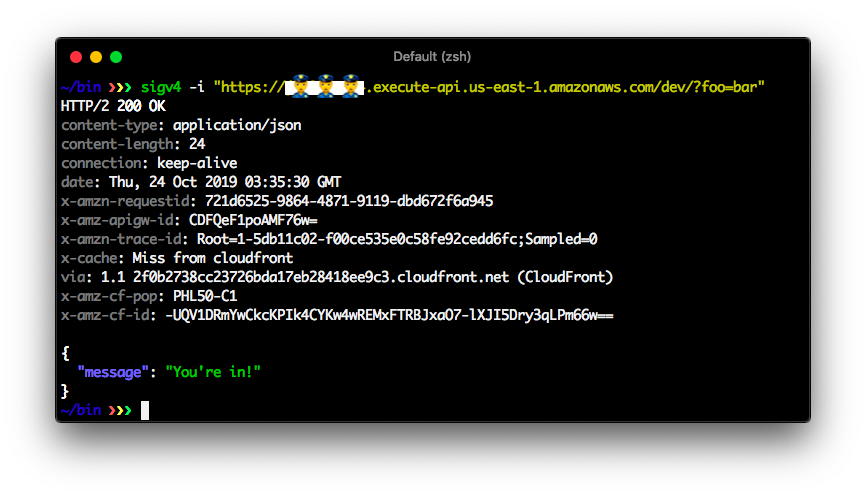 Default (zsh)
~/bin ❯❯❯ sigv4 -i "https://👮👮👮.execute-api.us-east-1.amazonaws.com/dev/?foo=bar"
HTTP/2 200 OK
content-type: application/json
content-length: 24
connection: keep-alive
date: Thu, 24 Oct 2019 03:35:30 GMT
x-amzn-requestid: 721d6525-9864-4871-9119-dbd672f6a945
x-amz-apigw-id: CDFQeF1poAMF76w=
x-amzn-trace-id: Root=1-5db11c02-f00ce535e0c58fe92cedd6fc;Sampled=0
x-cache: Miss from cloudfront
via: 1.1 2f0b2738cc23726bda17eb28418ee9c3.cloudfront.net (CloudFront)
x-amz-cf-pop: PHL50-C1
x-amz-cf-id: -UQV1DRmYwCkcKPIk4CYKw4wREMxFTRBJxaO7-lXJI5Dry3qLPm66w==
{
"message": "You're in!"
}
~/bin ❯❯❯